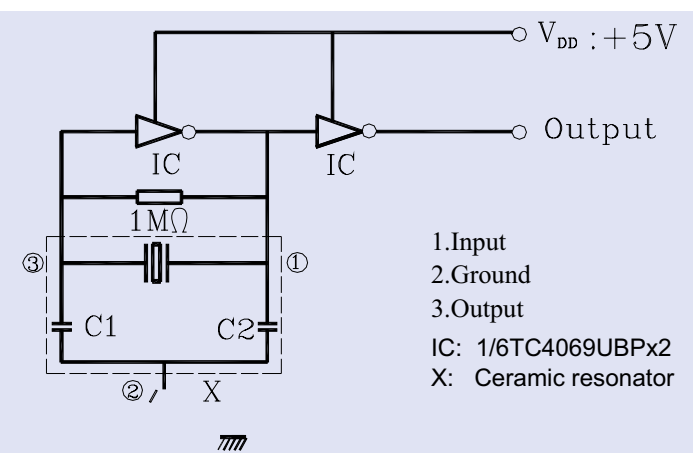 V_DD : +5V
Output
IC
IC
1MΩ
③
①
C1
C2
②
X
1.Input
2.Ground
3.Output
IC: 1/6TC4069UBPx2
X: Ceramic resonator